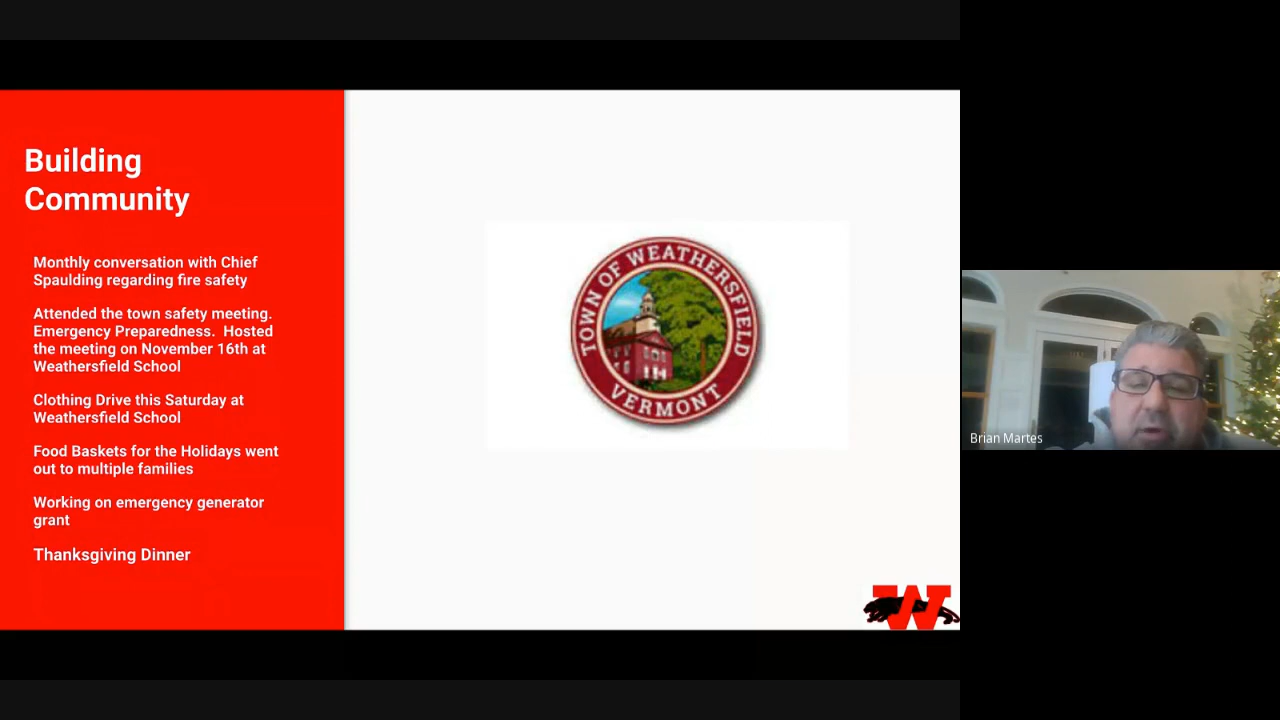 Building
Community
Monthly conversation with Chief
Spaulding regarding fire safety
Attended the town safety meeting.
Emergency Preparedness.  Hosted
the meeting on November 16th at
Weathersfield School
Clothing Drive this Saturday at
Weathersfield School
Food Baskets for the Holidays went
out to multiple families
Working on emergency generator
grant
Thanksgiving Dinner
TOWN OF WEATHERSFIELD
VERMONT
W
Brian Martes